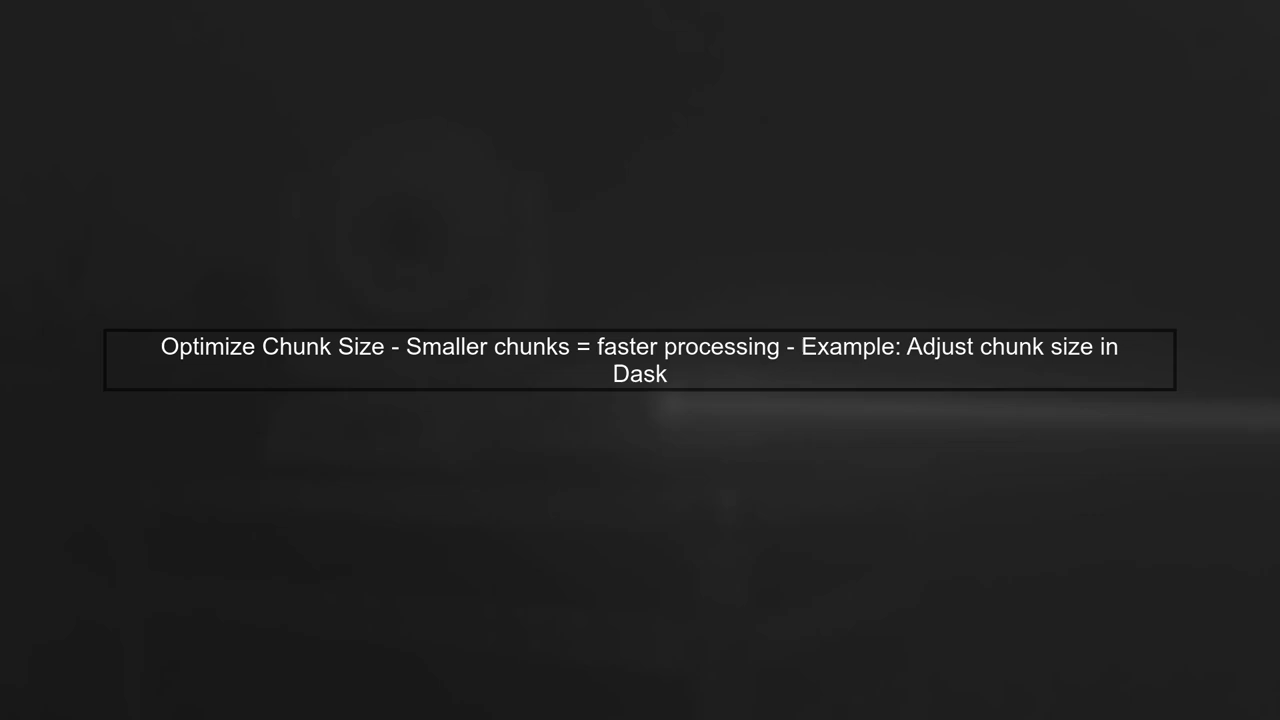 Optimize Chunk Size - Smaller chunks = faster processing - Example: Adjust chunk size in
Dask